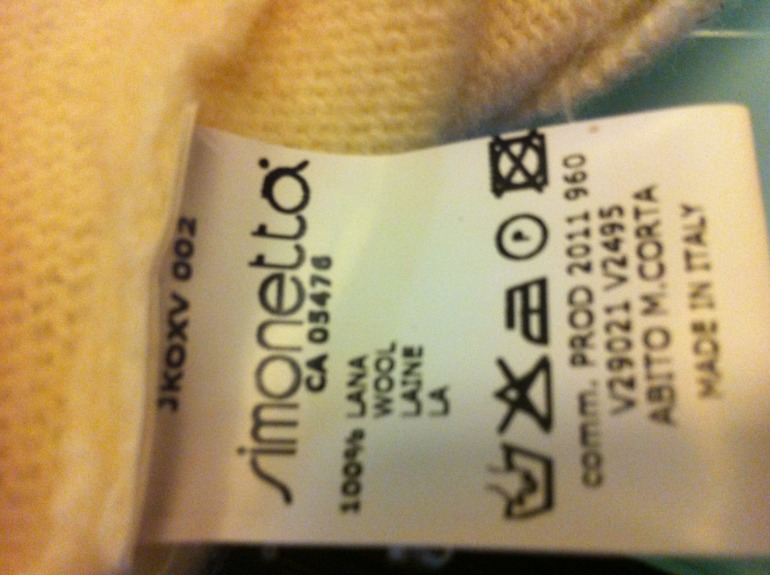 JKOXV 002
simonetta
CA 05476
100% LANA
WOOL
LAINE
LA
P
comm. PROD 2011 960
V29021 V2495
ABITO M.CORTA
MADE IN ITALY